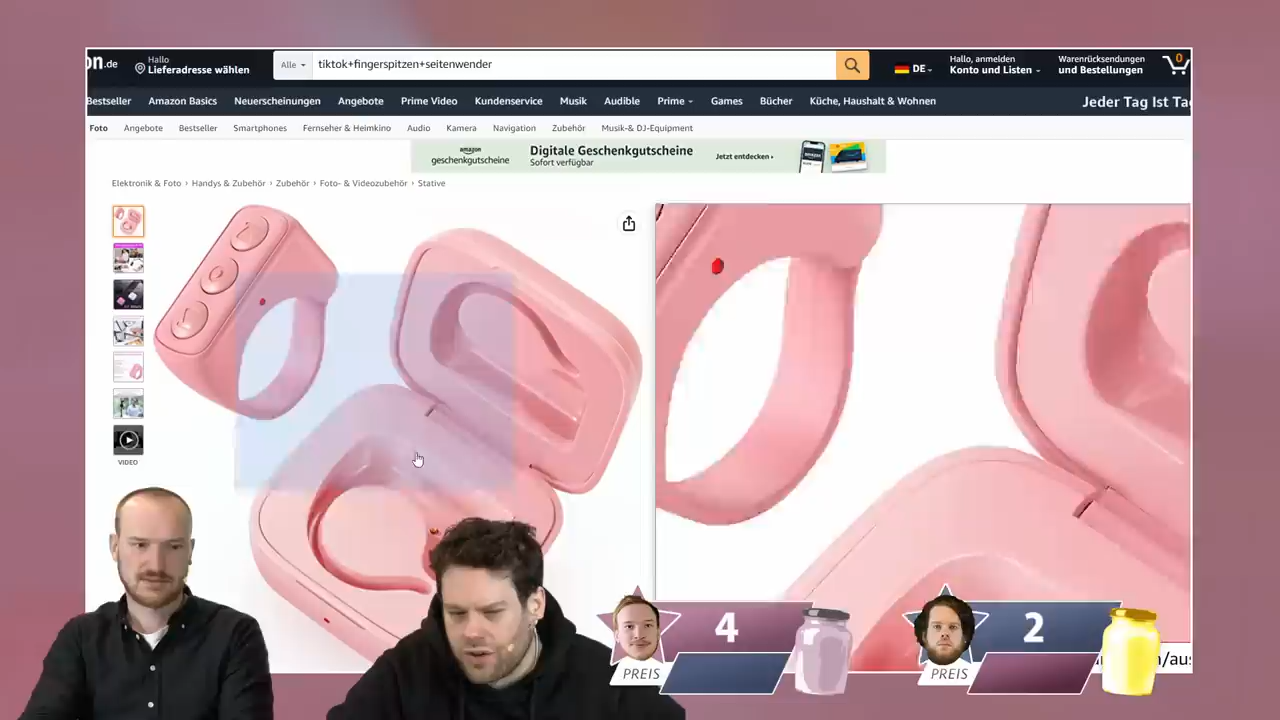 on.de
Hallo
Lieferadresse wählen
Alle
tiktok+fingerspitzen+seitenwender
DE
Hallo, anmelden
Konto und Listen
Warenrücksendungen
und Bestellungen
0
Bestseller
Amazon Basics
Neuerscheinungen
Angebote
Prime Video
Kundenservice
Musik
Audible
Prime
Games
Bücher
Küche, Haushalt & Wohnen
Jeder Tag Ist Ta
Foto
Angebote
Bestseller
Smartphones
Fernseher & Heimkino
Audio
Kamera
Navigation
Zubehör
Musik-& DJ-Equipment
amazon
geschenkgutscheine
Digitale Geschenkgutscheine
Sofort verfügbar
Jetzt entdecken ›
Elektronik & Foto › Handys & Zubehör › Zubehör › Foto- & Videozubehör › Stative
VIDEO
4
PREIS
2
PREIS